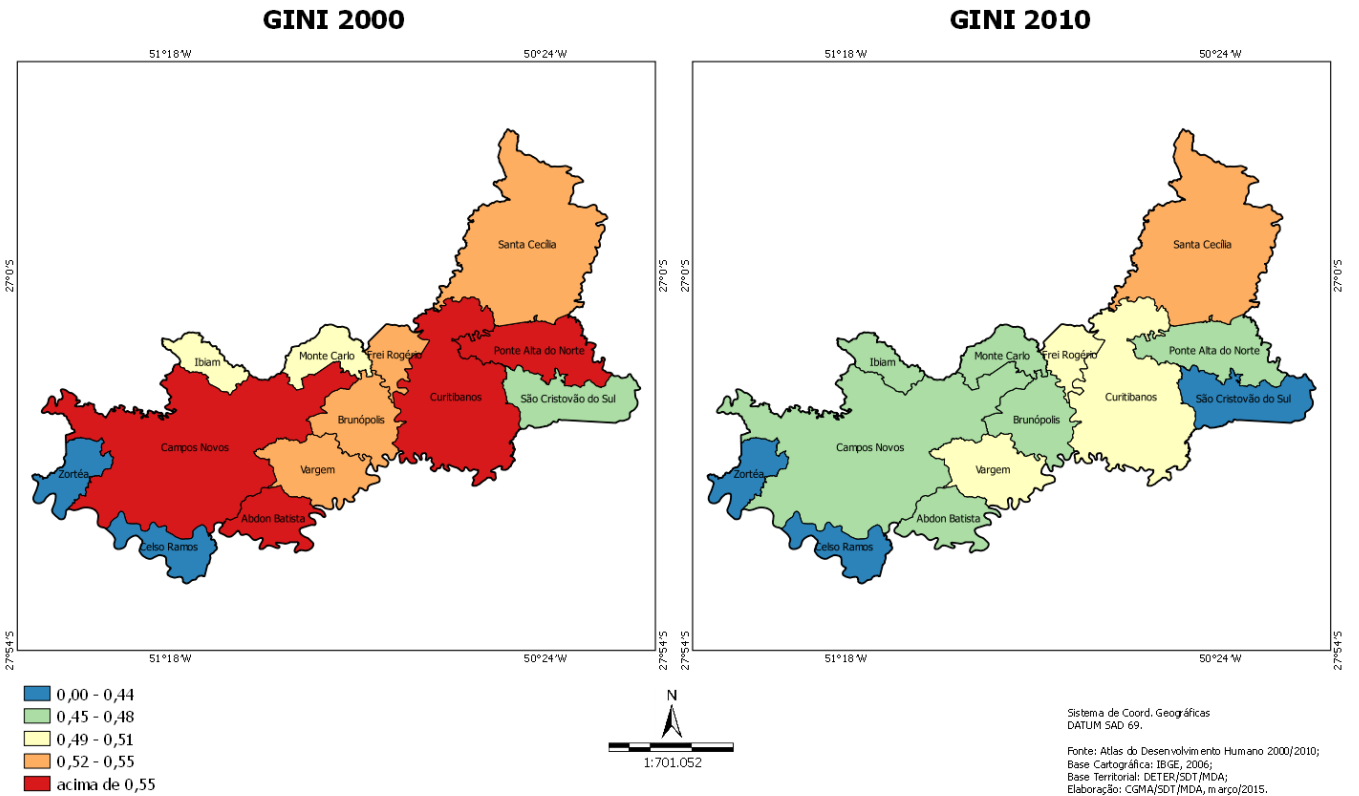 GINI 2000
GINI 2010
51°18'W
50°24'W
51°18'W
50°24'W
27°0'S
27°0'S
27°0'S
27°54'S
27°54'S
27°54'S
Santa Cecília
Ibiam
Monte Carlo
Frei Rogério
Ponte Alta do Norte
Curitibanos
São Cristovão do Sul
Brunópolis
Campos Novos
Vargem
Zortéa
Abdon Batista
Celso Ramos
Santa Cecília
Ibiam
Monte Carlo
Frei Rogério
Ponte Alta do Norte
Curitibanos
São Cristovão do Sul
Brunópolis
Campos Novos
Vargem
Zortéa
Abdon Batista
Celso Ramos
51°18'W
50°24'W
51°18'W
50°24'W
0,00 - 0,44
0,45 - 0,48
0,49 - 0,51
0,52 - 0,55
acima de 0,55
N
1:701.052
Sistema de Coord. Geográficas
DATUM SAD 69.
Fonte: Atlas do Desenvolvimento Humano 2000/2010;
Base Cartográfica: IBGE, 2006;
Base Territorial: DETER/SDT/MDA;
Elaboração: CGMA/SDT/MDA, março/2015.